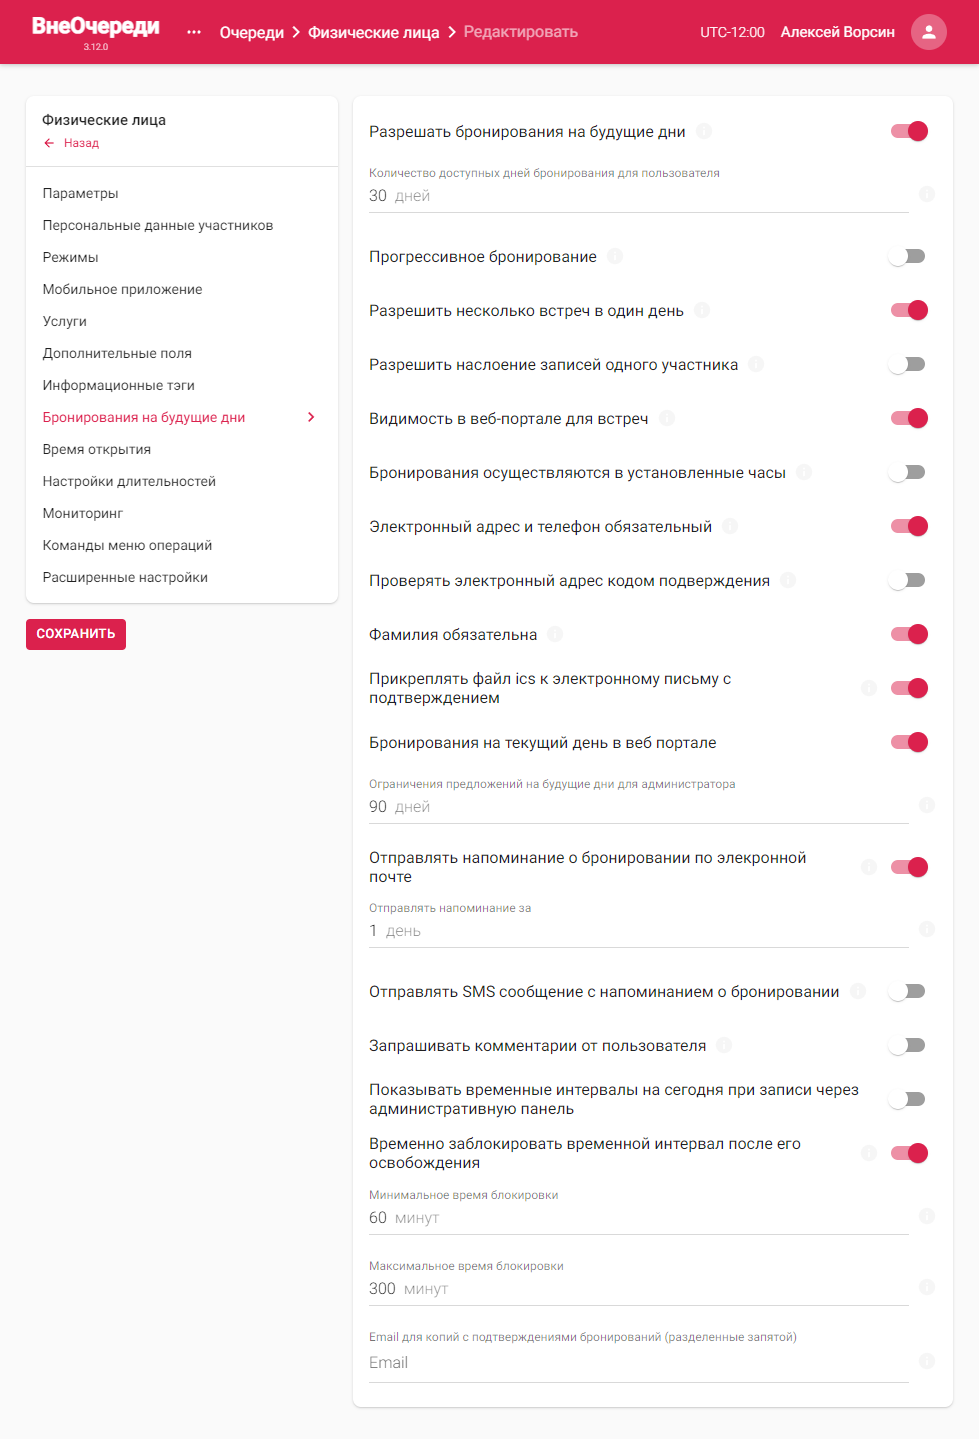 ВнеОчереди
3.12.0
Очереди
Физические лица
Редактировать
UTC-12:00
Алексей Ворсин
Физические лица
Назад
Параметры
Персональные данные участников
Режимы
Мобильное приложение
Услуги
Дополнительные поля
Информационные тэги
Бронирования на будущие дни
Время открытия
Настройки длительностей
Мониторинг
Команды меню операций
Расширенные настройки
СОХРАНИТЬ
Разрешать бронирования на будущие дни
Количество доступных дней бронирования для пользователя
30 дней
Прогрессивное бронирование
Разрешить несколько встреч в один день
Разрешить наслоение записей одного участника
Видимость в веб-портале для встреч
Бронирования осуществляются в установленные часы
Электронный адрес и телефон обязательный
Проверять электронный адрес кодом подверждения
Фамилия обязательна
Прикреплять файл ics к электронному письму с
подтверждением
Бронирования на текущий день в веб портале
Ограничения предложений на будущие дни для администратора
90 дней
Отправлять напоминание о бронировании по элекронной
почте
Отправлять напоминание за
1 день
Отправлять SMS сообщение с напоминанием о бронировании
Запрашивать комментарии от пользователя
Показывать временные интервалы на сегодня при записи через
административную панель
Временно заблокировать временной интервал после его
освобождения
Минимальное время блокировки
60 минут
Максимальное время блокировки
300 минут
Email для копий с подтверждениями бронирований (разделенные запятой)
Email